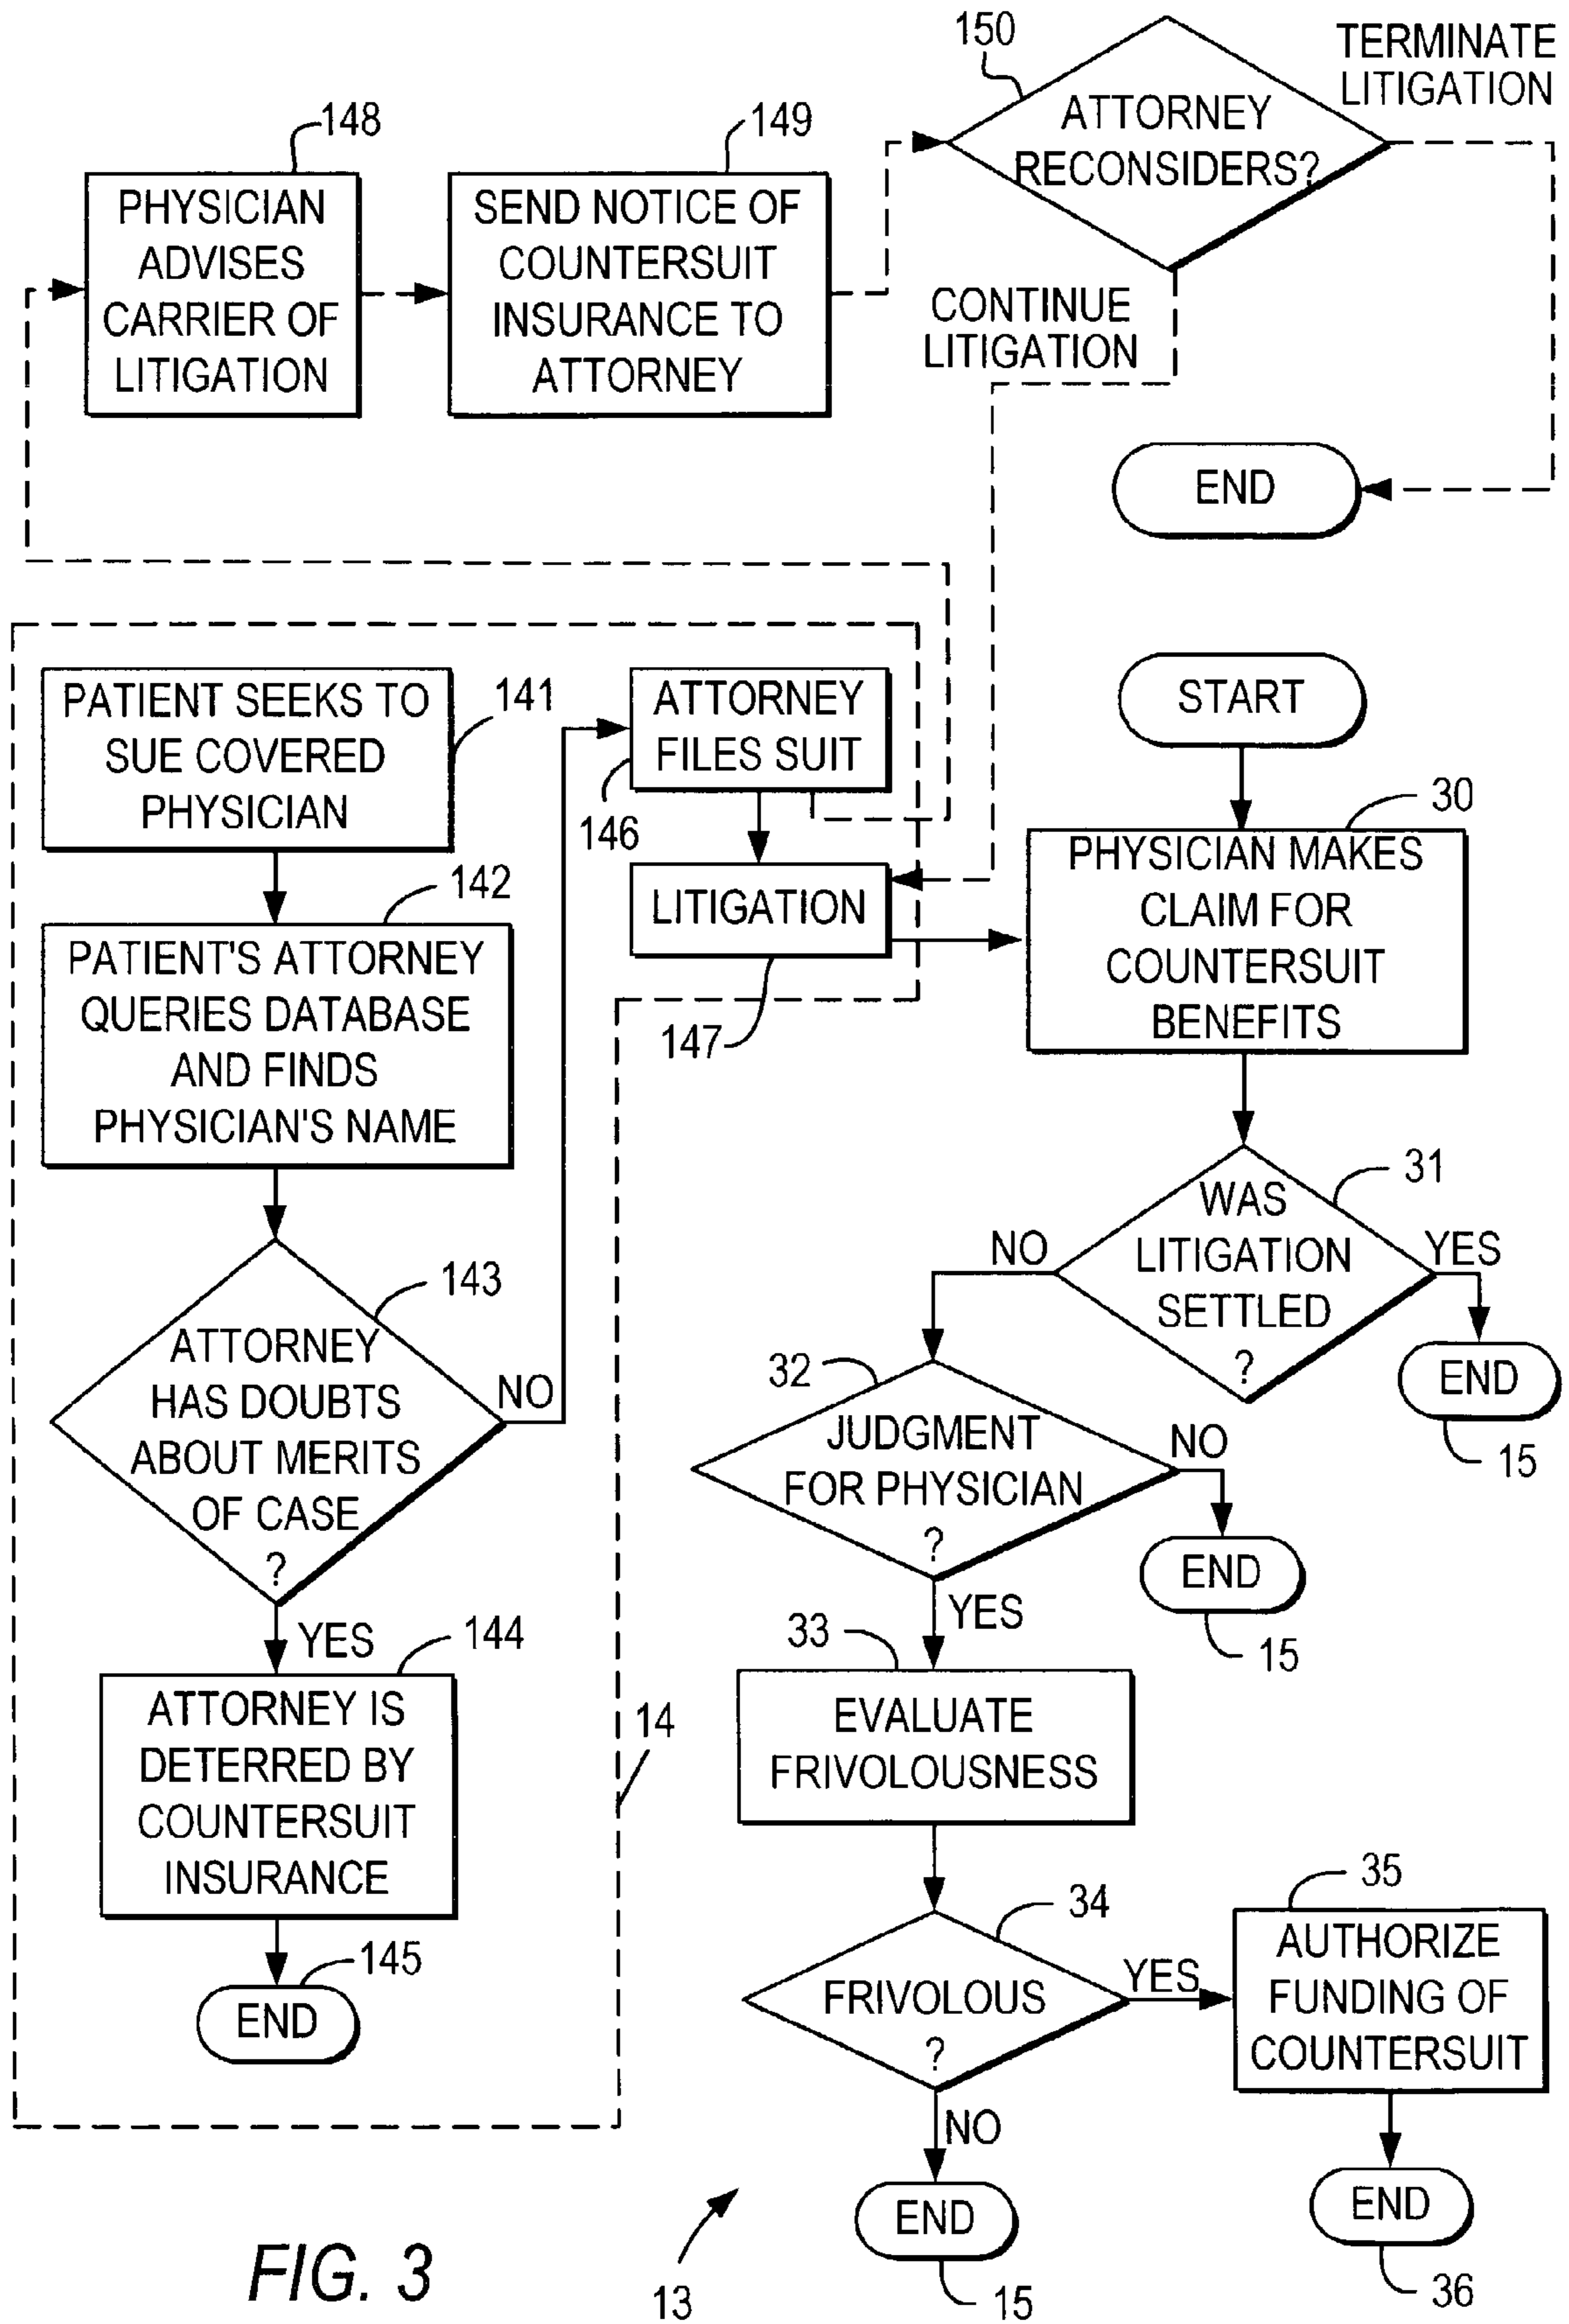 150
TERMINATE
LITIGATION
ATTORNEY
RECONSIDERS?
148
149
PHYSICIAN
ADVISES
CARRIER OF
LITIGATION
SEND NOTICE OF
COUNTERSUIT
INSURANCE TO
ATTORNEY
CONTINUE
LITIGATION
END
PATIENT SEEKS TO
SUE COVERED
PHYSICIAN
141
ATTORNEY
FILES SUIT
146
START
30
142
PATIENT'S ATTORNEY
QUERIES DATABASE
AND FINDS
PHYSICIAN'S NAME
LITIGATION
147
PHYSICIAN MAKES
CLAIM FOR
COUNTERSUIT
BENEFITS
31
WAS
LITIGATION
SETTLED
?
NO
YES
END
15
143
ATTORNEY
HAS DOUBTS
ABOUT MERITS
OF CASE
?
NO
YES
32
JUDGMENT
FOR PHYSICIAN
?
NO
END
15
YES
144
ATTORNEY IS
DETERRED BY
COUNTERSUIT
INSURANCE
14
145
END
33
EVALUATE
FRIVOLOUSNESS
34
FRIVOLOUS
?
YES
35
AUTHORIZE
FUNDING OF
COUNTERSUIT
NO
END
15
END
36
13
FIG. 3